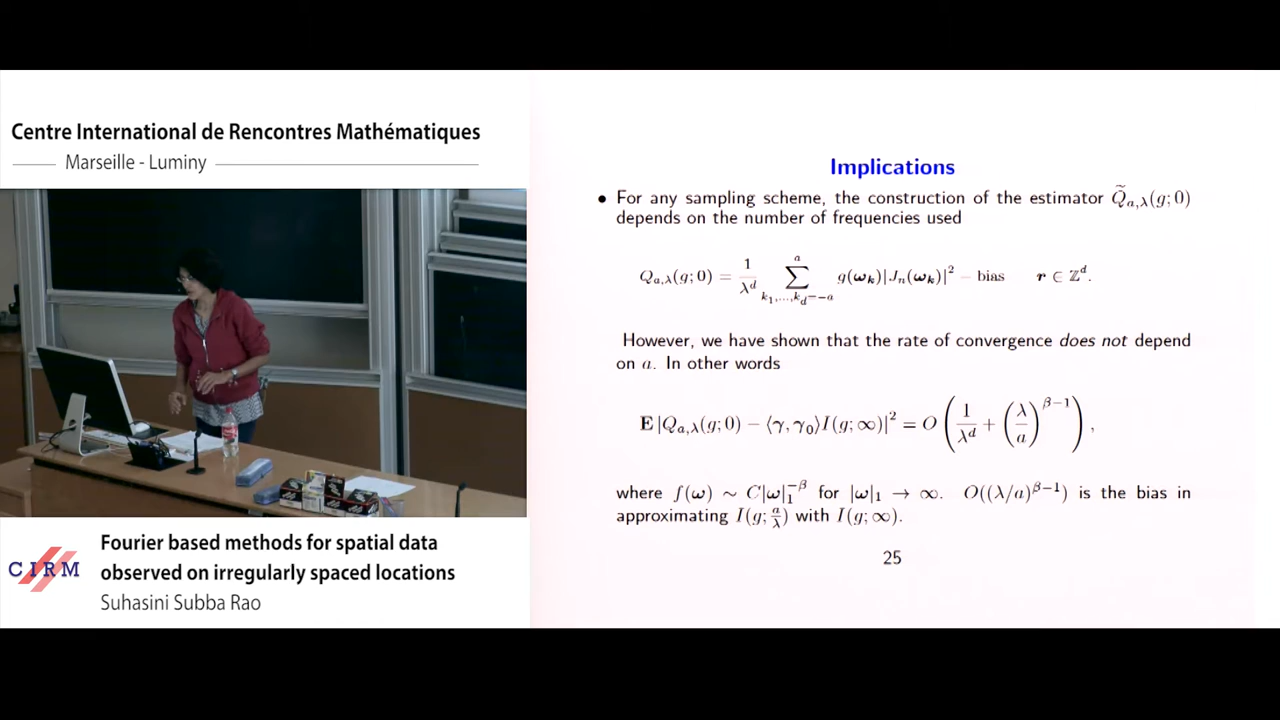 Centre International de Rencontres Mathématiques
Marseille - Luminy
Implications
• For any sampling scheme, the construction of the estimator Q̃_{a,λ}(g; 0)
depends on the number of frequencies used
Q_{a,λ}(g; 0) = 1/λ^d ∑_{k_1,...,k_d=−a}^{a} g(ω_k)|J_n(ω_k)|^2 − bias r ∈ ℤ^d.
However, we have shown that the rate of convergence does not depend
on a. In other words
E |Q_{a,λ}(g; 0) − ⟨γ, γ_0⟩I(g; ∞)|^2 = O ( 1/λ^d + (λ/a)^{β−1} ) ,
where f(ω) ∼ C|ω|_1^{−β} for |ω|_1 → ∞. O((λ/a)^{β−1}) is the bias in
approximating I(g; a/λ) with I(g; ∞).
25
CIRM
Fourier based methods for spatial data
observed on irregularly spaced locations
Suhasini Subba Rao